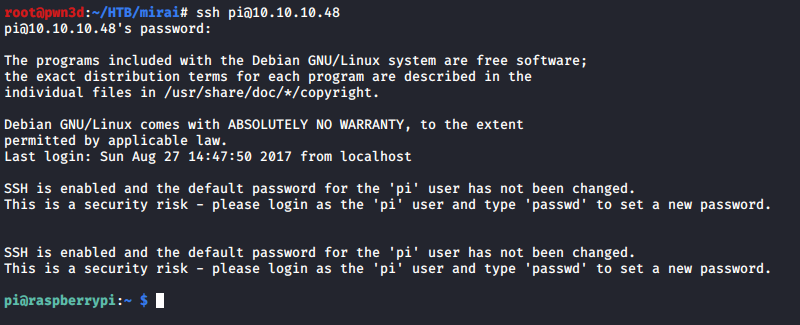 root@pwn3d:~/HTB/mirai# ssh pi@10.10.10.48
pi@10.10.10.48's password:
The programs included with the Debian GNU/Linux system are free software;
the exact distribution terms for each program are described in the
individual files in /usr/share/doc/*/copyright.
Debian GNU/Linux comes with ABSOLUTELY NO WARRANTY, to the extent
permitted by applicable law.
Last login: Sun Aug 27 14:47:50 2017 from localhost
SSH is enabled and the default password for the 'pi' user has not been changed.
This is a security risk - please login as the 'pi' user and type 'passwd' to set a new password.
SSH is enabled and the default password for the 'pi' user has not been changed.
This is a security risk - please login as the 'pi' user and type 'passwd' to set a new password.
pi@raspberrypi:~ $